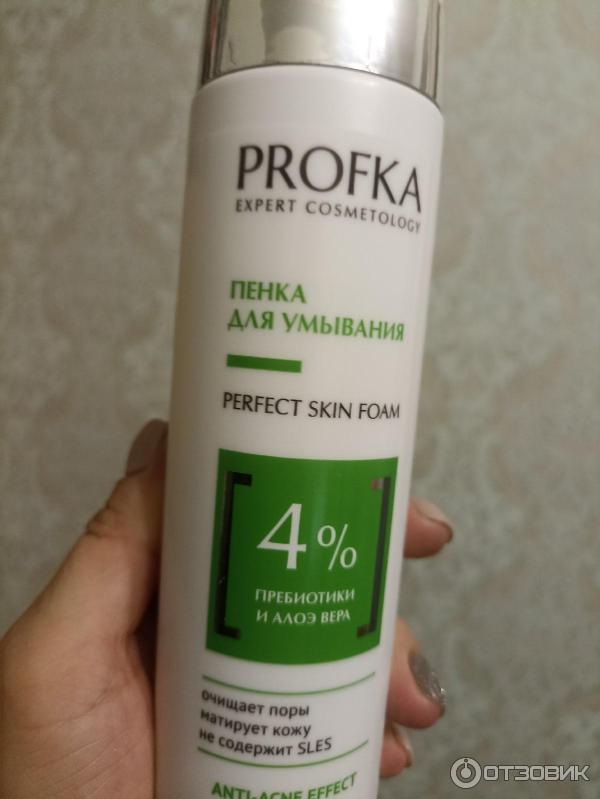 PROFKA
EXPERT COSMETOLOGY
ПЕНКА
ДЛЯ УМЫВАНИЯ
PERFECT SKIN FOAM
4%
ПРЕБИОТИКИ
И АЛОЭ ВЕРА
очищает поры
матирует кожу
не содержит SLES
ANTI-ACNE EFFECT
ОТЗОВИК